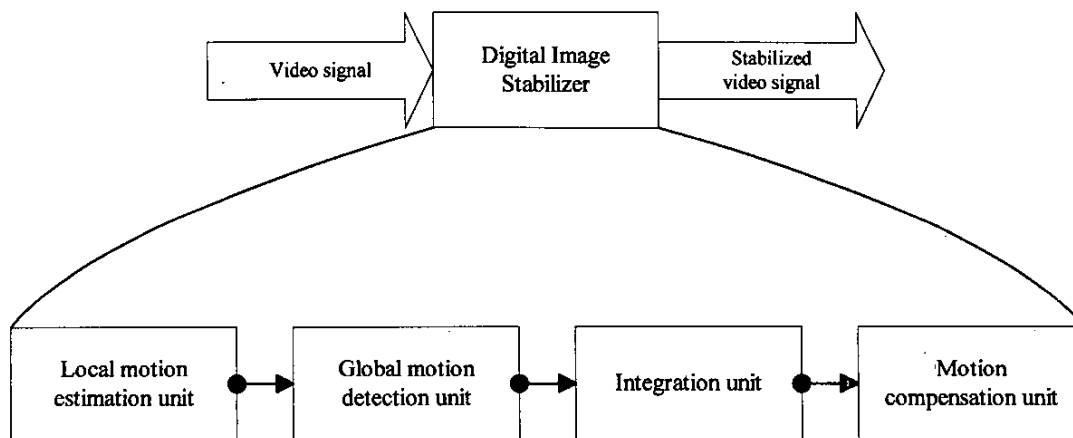 Video signal
Digital Image
Stabilizer
Stabilized
video signal
Local motion
estimation unit
Global motion
detection unit
Integration unit
Motion
compensation unit